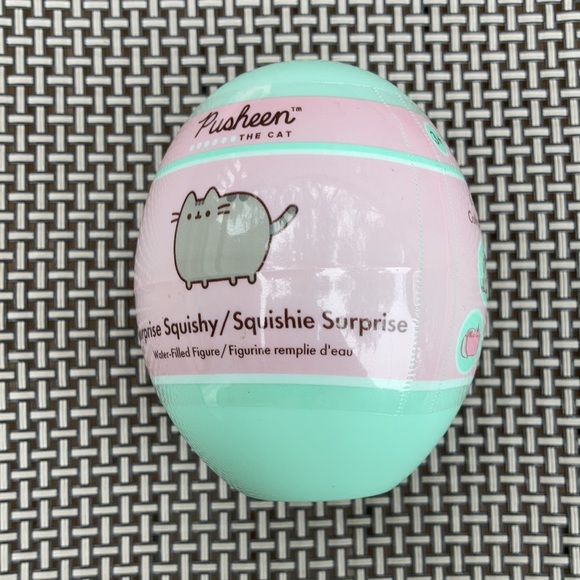 Pusheen™
THE CAT
rprise Squishy/Squishie Surprise
Water-Filled Figure/Figurine remplie d'eau